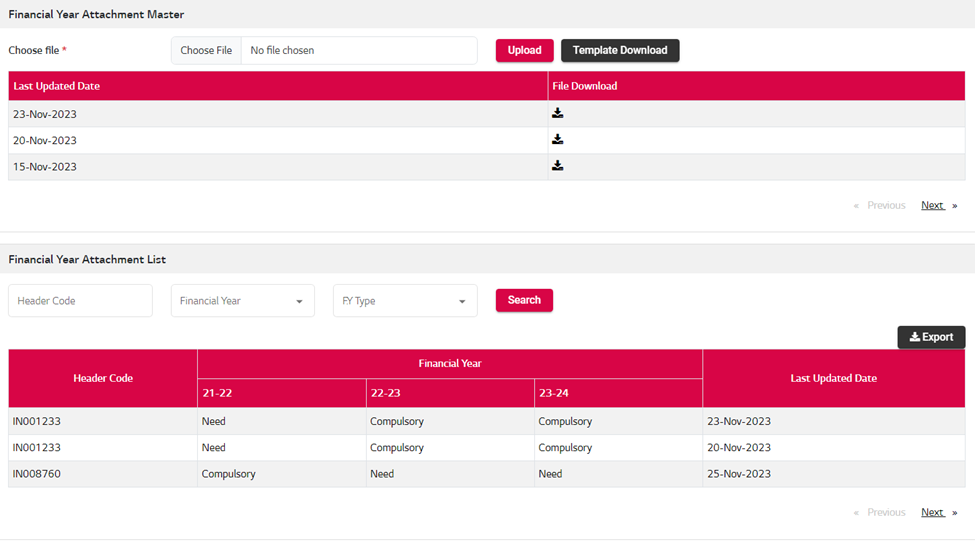 Financial Year Attachment Master
Choose file * Choose File No file chosen Upload Template Download
Last Updated Date File Download
23-Nov-2023
20-Nov-2023
15-Nov-2023
« Previous Next »
Financial Year Attachment List
Header Code Financial Year FY Type Search
Export
Header Code Financial Year Last Updated Date
21-22 22-23 23-24
IN001233 Need Compulsory Compulsory 23-Nov-2023
IN001233 Need Compulsory Compulsory 20-Nov-2023
IN008760 Compulsory Need Need 25-Nov-2023
« Previous Next »